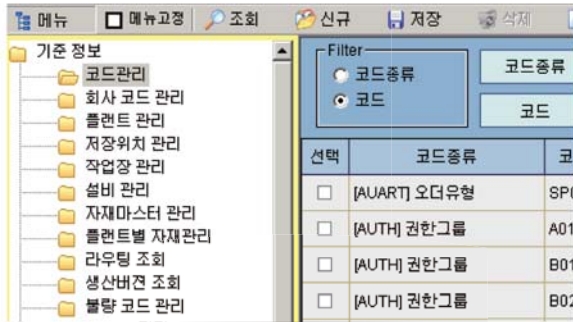 메뉴 메뉴고정 조회 신규 저장 삭제
기준 정보
코드관리
회사 코드 관리
플랜트 관리
저장위치 관리
작업장 관리
설비 관리
자재마스터 관리
플랜트별 자재관리
라우팅 조회
생산버젼 조회
불량 코드 관리
Filter
코드종류
코드
코드종류
코드
선택 코드종류 코
[AUART] 오더유형
[AUTH] 권한그룹 A01
[AUTH] 권한그룹 B01
[AUTH] 권한그룹 B02